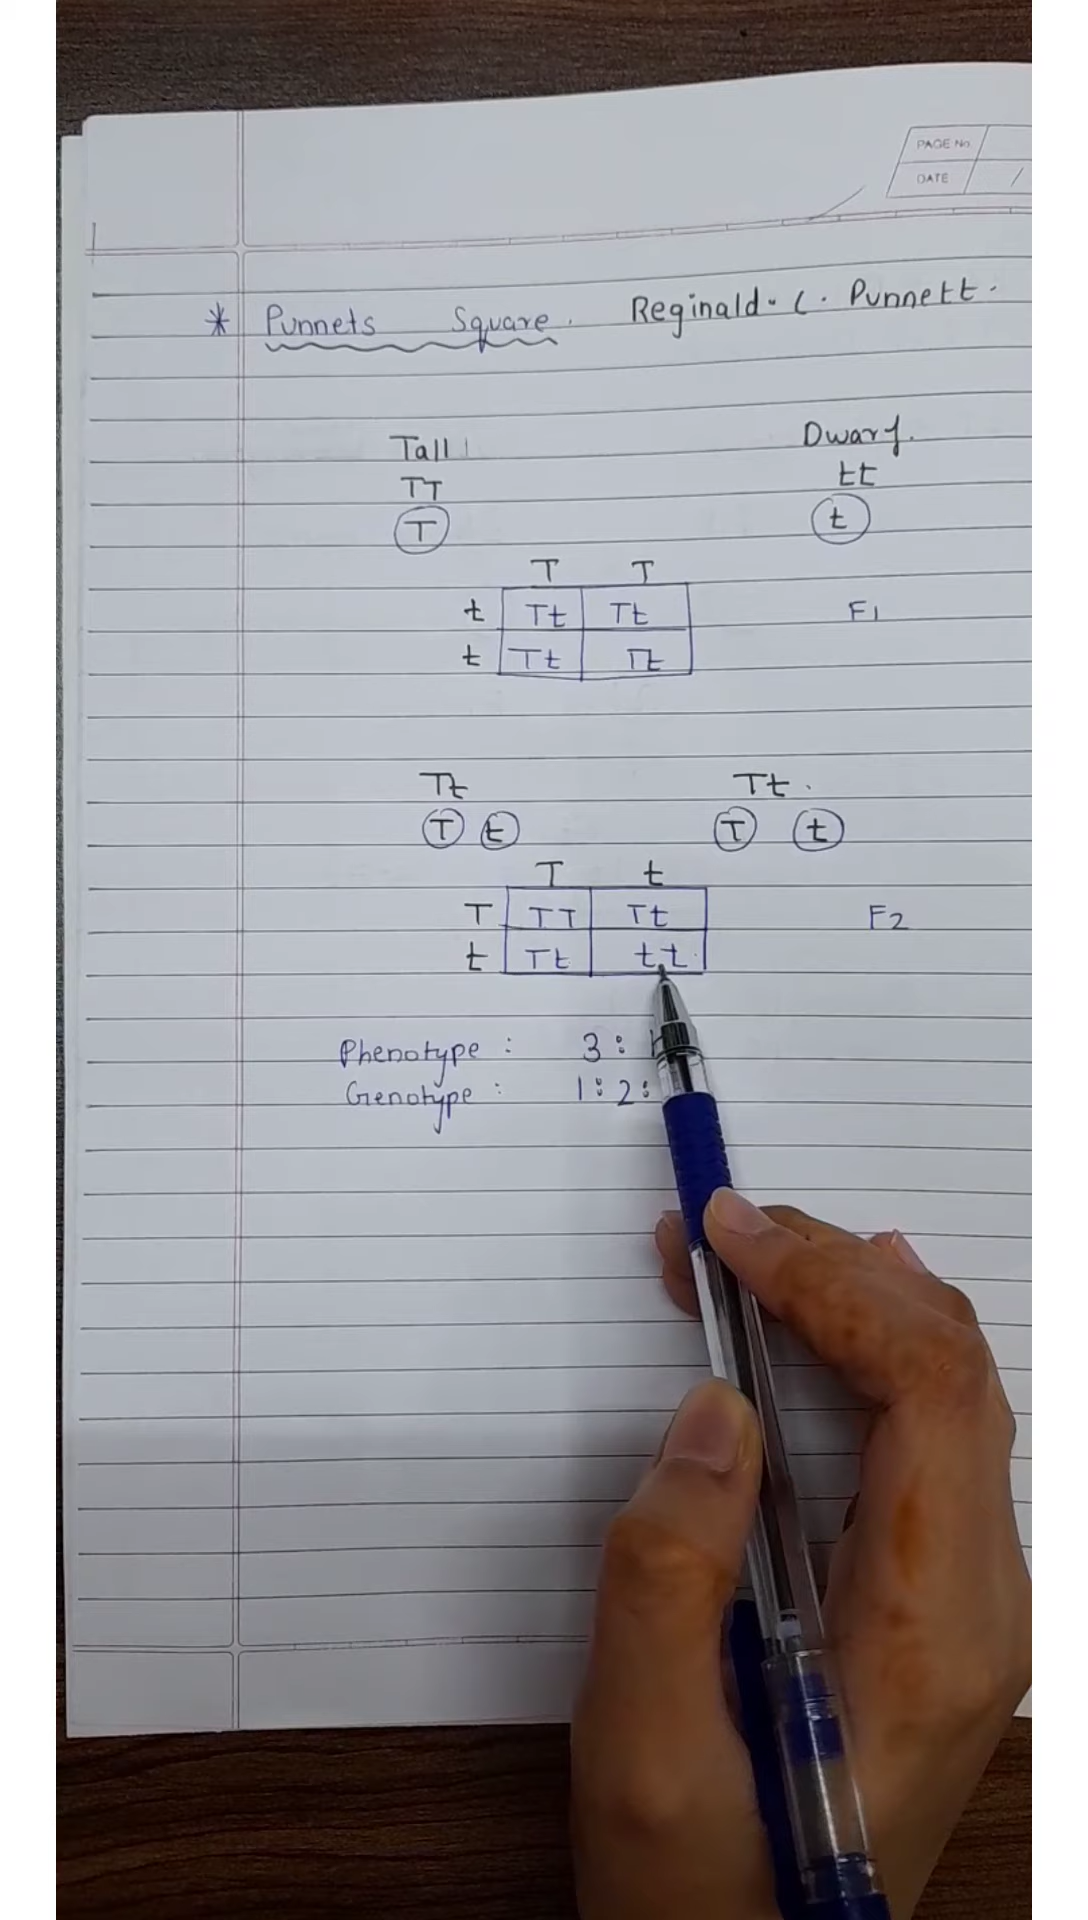 PAGE No.
DATE /
* Punnets Square. Reginald. C. Punnett.
Tall Dwarf.
TT tt
T t
T T
t Tt Tt F1
t Tt Tt
Tt Tt.
T t T t
T t
T TT Tt F2
t Tt tt.
Phenotype : 3:
Genotype : 1:2: